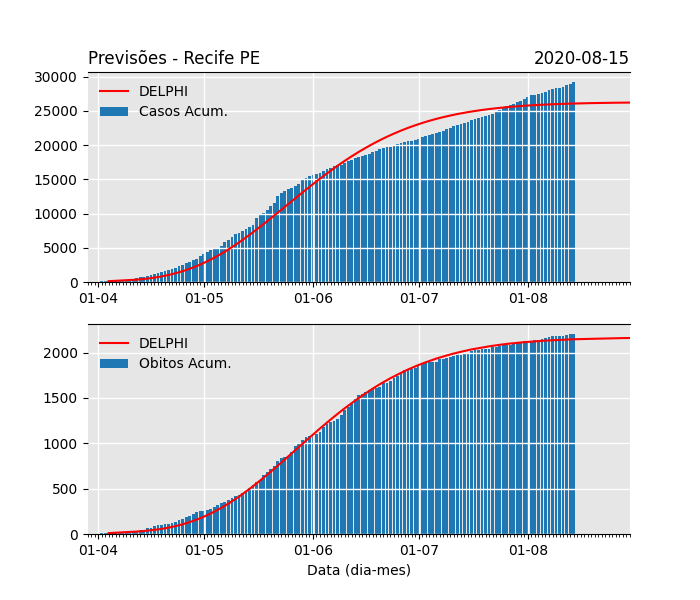 Previsões - Recife PE 2020-08-15
30000
25000
20000
15000
10000
5000
0
DELPHI
Casos Acum.
01-04 01-05 01-06 01-07 01-08
2000
1500
1000
500
0
DELPHI
Obitos Acum.
01-04 01-05 01-06 01-07 01-08
Data (dia-mes)